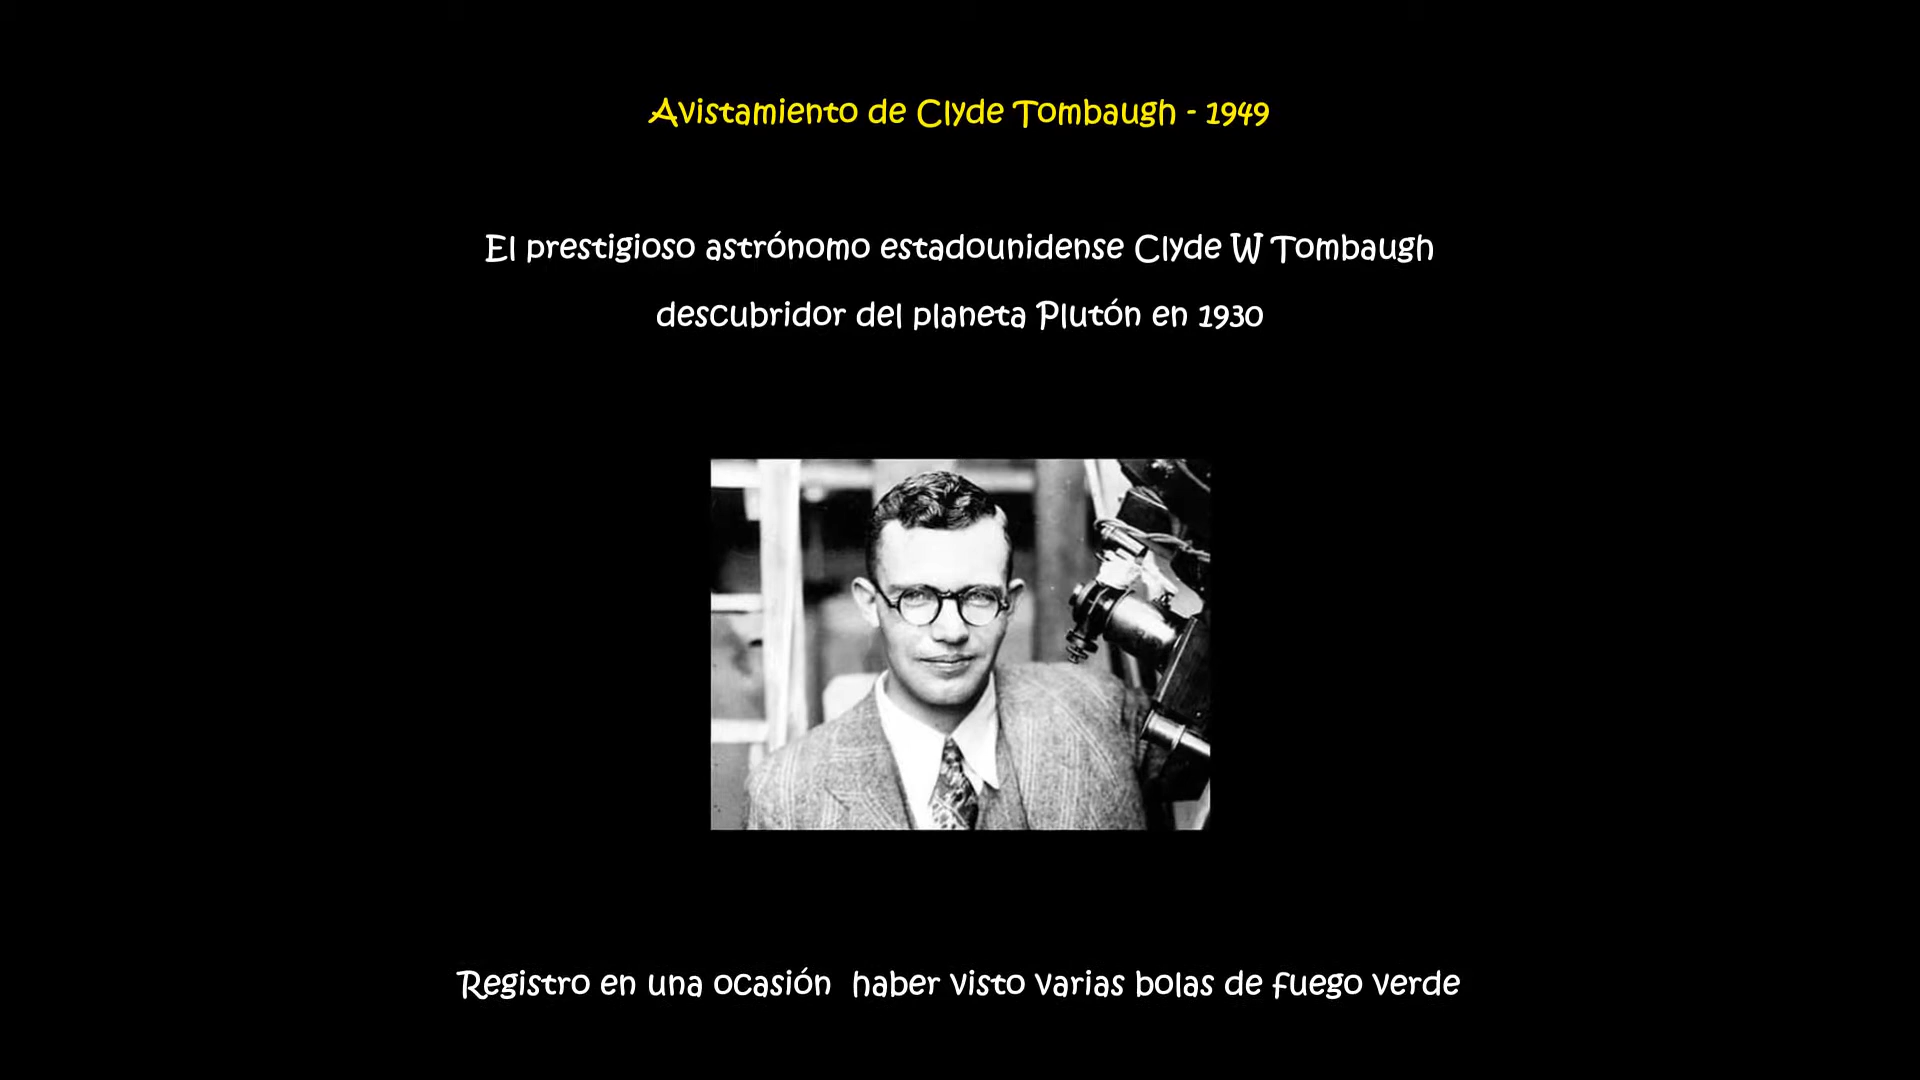 Avistamiento de Clyde Tombaugh - 1949
El prestigioso astrónomo estadounidense Clyde W Tombaugh
descubridor del planeta Plutón en 1930
Registro en una ocasión  haber visto varias bolas de fuego verde